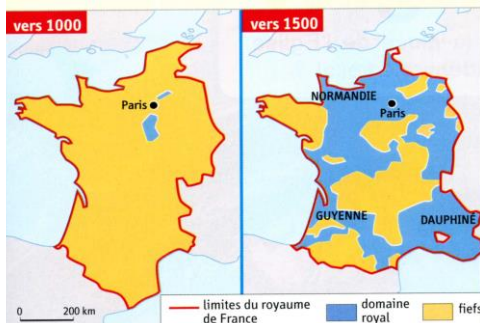 vers 1000
Paris
0 200 km
vers 1500
NORMANDIE
Paris
GUYENNE
DAUPHINÉ
limites du royaume
de France
domaine
royal
fiefs